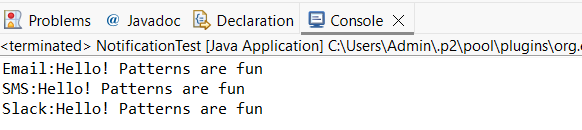 Problems @ Javadoc Declaration Console
<terminated> NotificationTest [Java Application] C:\Users\Admin\.p2\pool\plugins\org.
Email:Hello! Patterns are fun
SMS:Hello! Patterns are fun
Slack:Hello! Patterns are fun